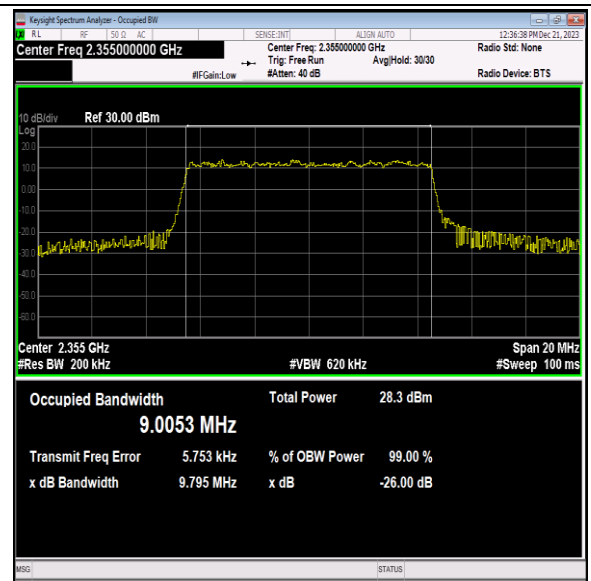 Keysight Spectrum Analyzer - Occupied BW
LXI RL RF 50 Ω AC SENSE:INT ALIGN AUTO 12:36:38 PM Dec 21, 2023
Center Freq 2.355000000 GHz Center Freq: 2.355000000 GHz Radio Std: None
Trig: Free Run Avg|Hold: 30/30
#IFGain:Low #Atten: 40 dB Radio Device: BTS
10 dB/div Ref 30.00 dBm
Log
20.0
10.0
0.00
-10.0
-20.0
-30.0
-40.0
-50.0
-60.0
Center 2.355 GHz Span 20 MHz
#Res BW 200 kHz #VBW 620 kHz #Sweep 100 ms
Occupied Bandwidth Total Power 28.3 dBm
9.0053 MHz
Transmit Freq Error 5.753 kHz % of OBW Power 99.00 %
x dB Bandwidth 9.795 MHz x dB -26.00 dB
MSG STATUS